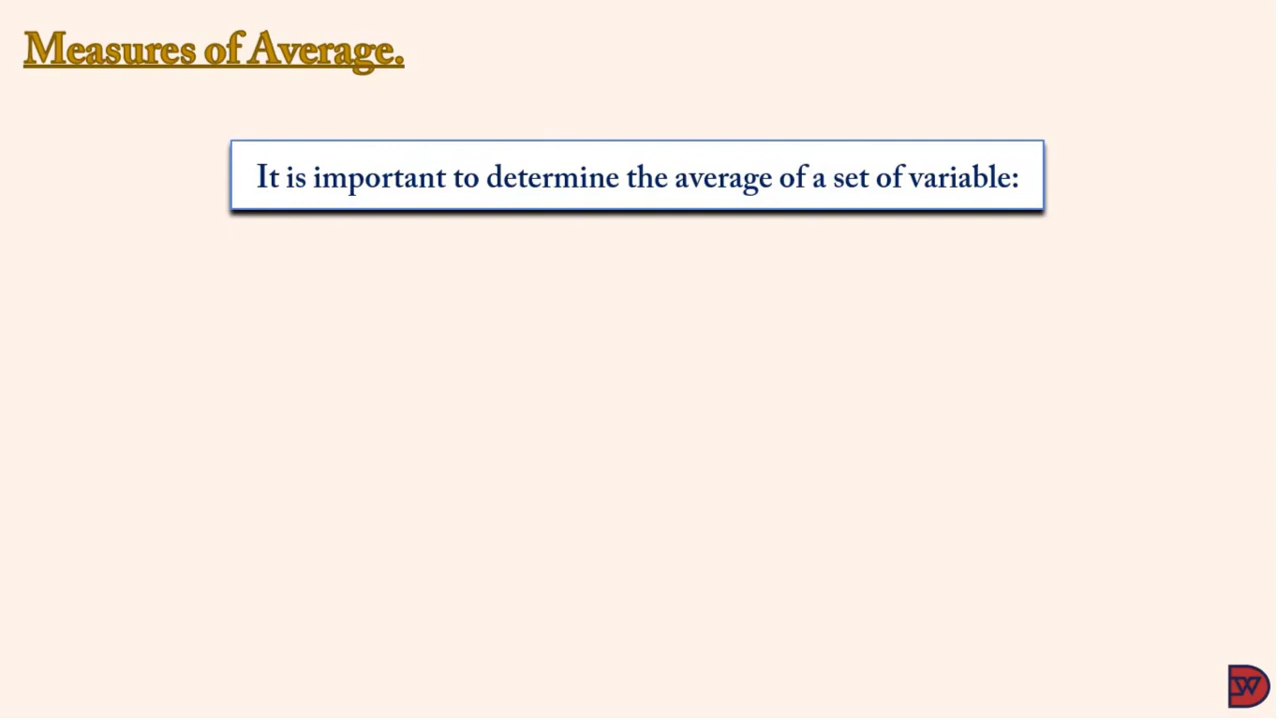 Measures of Average.
It is important to determine the average of a set of variable: